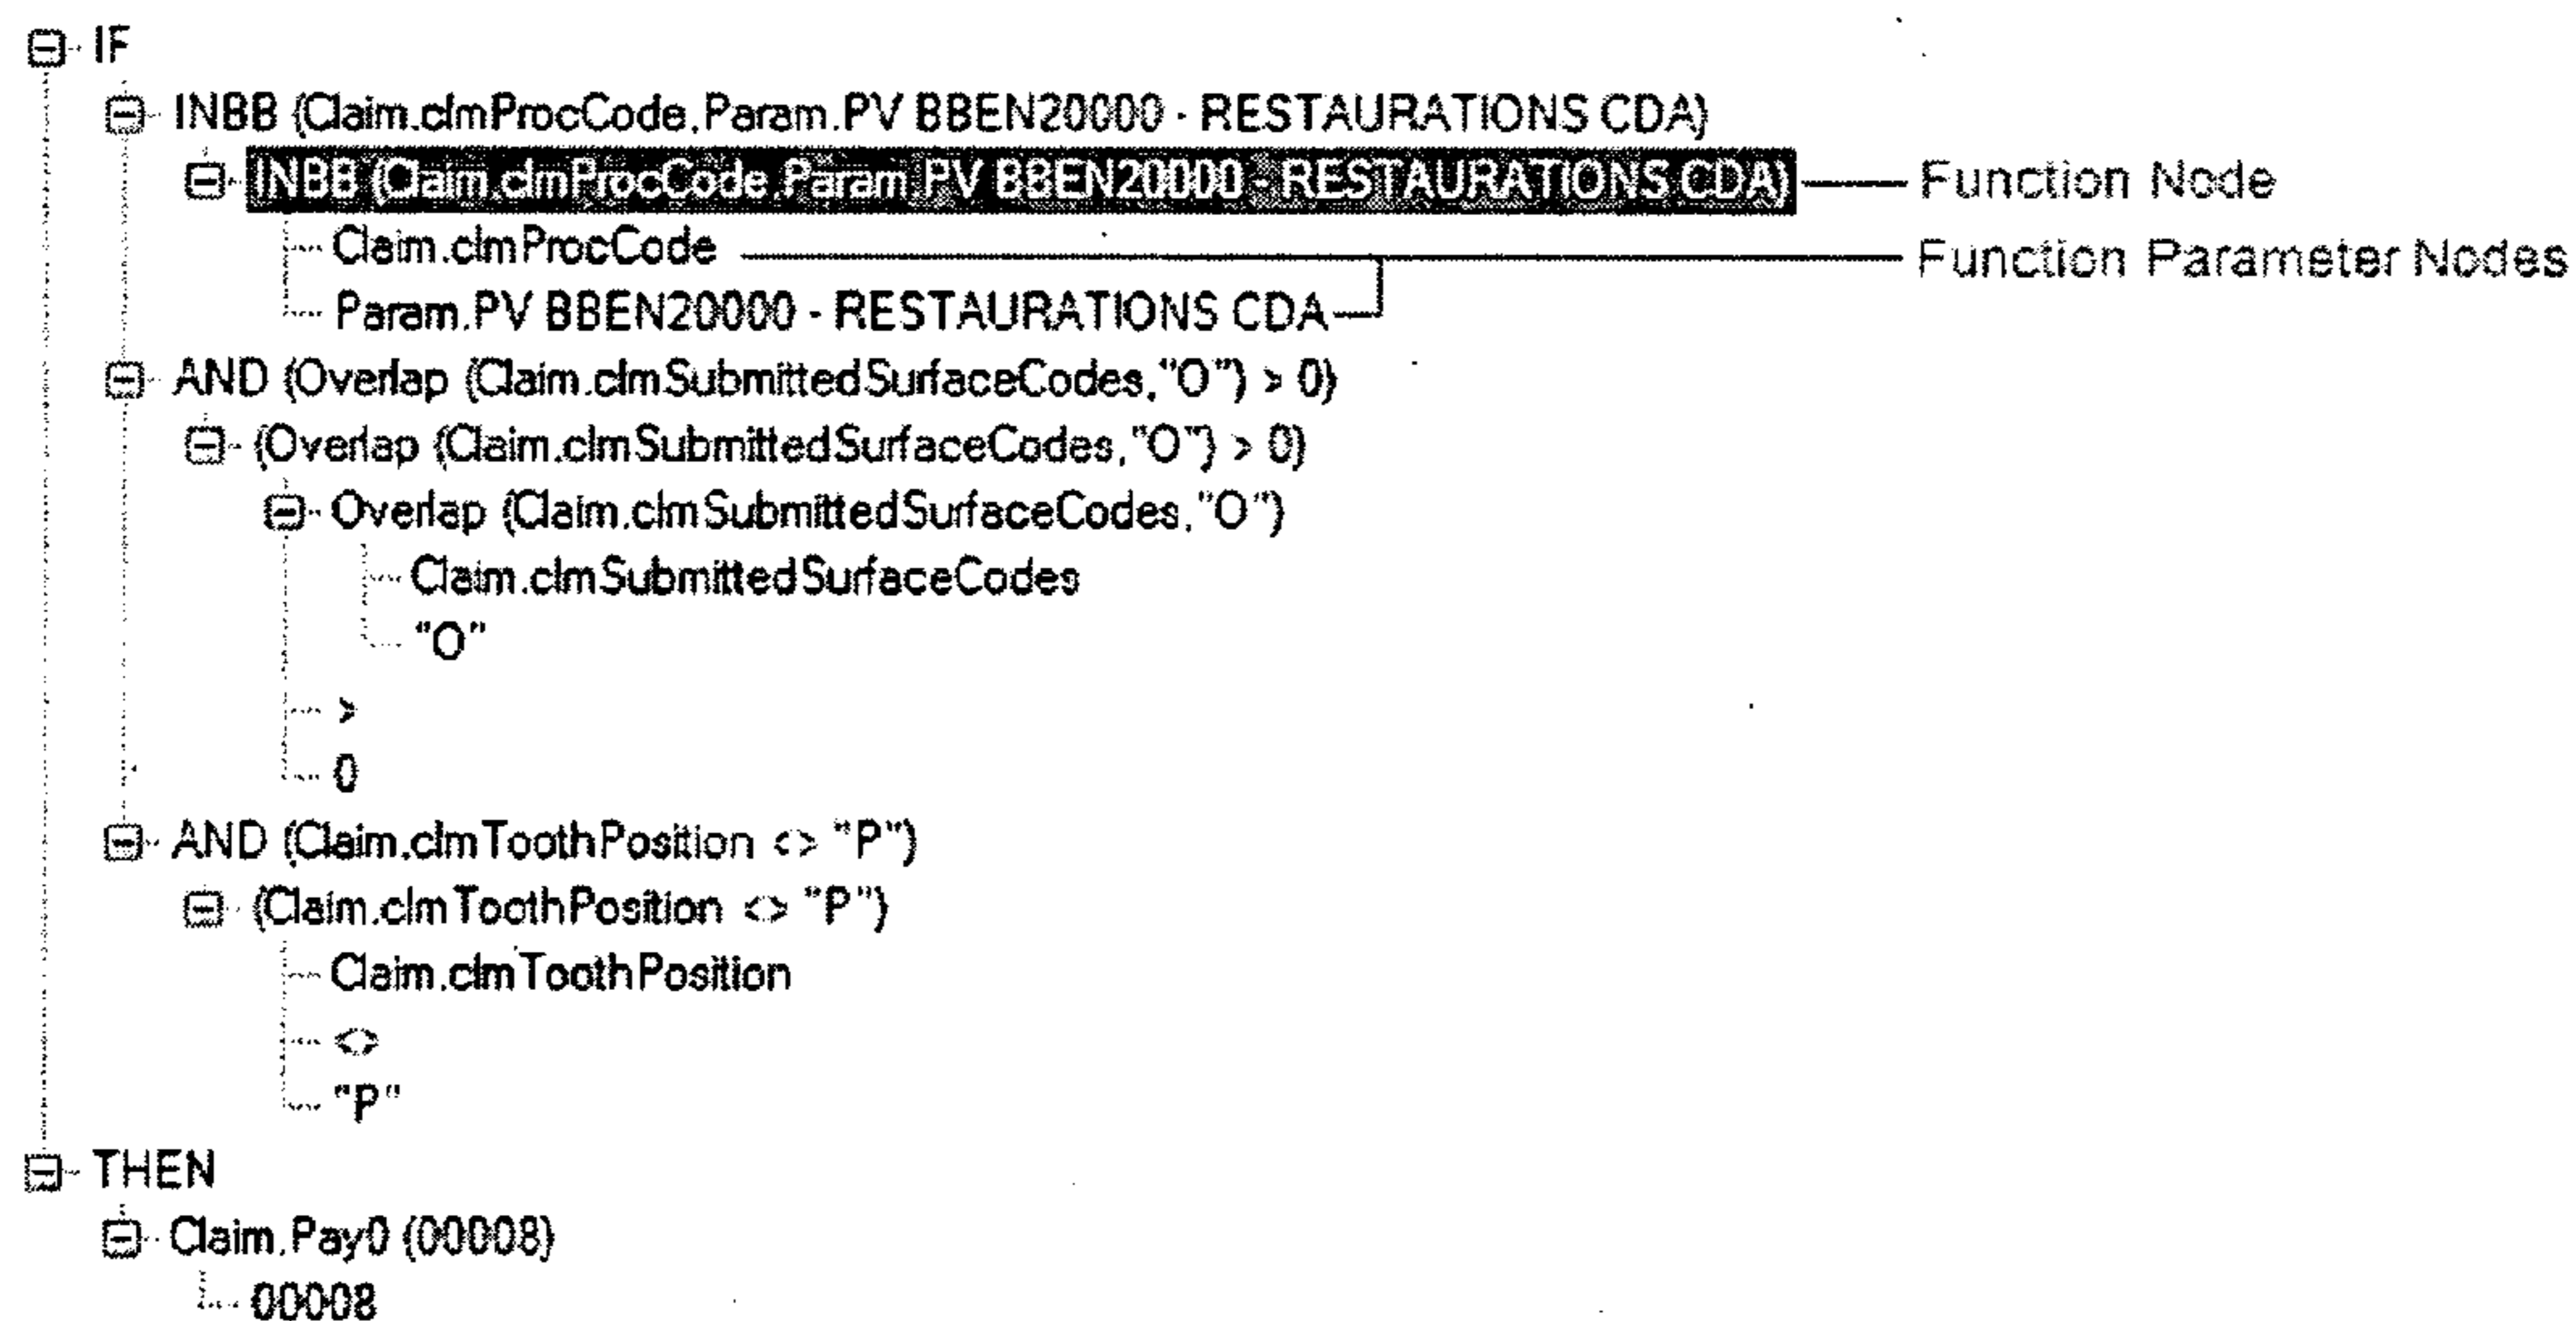 IF
INBB (Claim.clmProcCode,Param.PV BBEN20000 - RESTAURATIONS CDA)
INBB (Claim.clmProcCode,Param.PV BBEN20000 - RESTAURATIONS CDA) Function Node
Claim.clmProcCode Function Parameter Nodes
Param.PV BBEN20000 - RESTAURATIONS CDA
AND (Overlap (Claim.clmSubmittedSurfaceCodes,"O") > 0)
(Overlap (Claim.clmSubmittedSurfaceCodes,"O") > 0)
Overlap (Claim.clmSubmittedSurfaceCodes,"O")
Claim.clmSubmittedSurfaceCodes
"O"
>
0
AND (Claim.clmToothPosition <> "P")
(Claim.clmToothPosition <> "P")
Claim.clmToothPosition
<>
"P"
THEN
Claim.Pay0 (00008)
00008